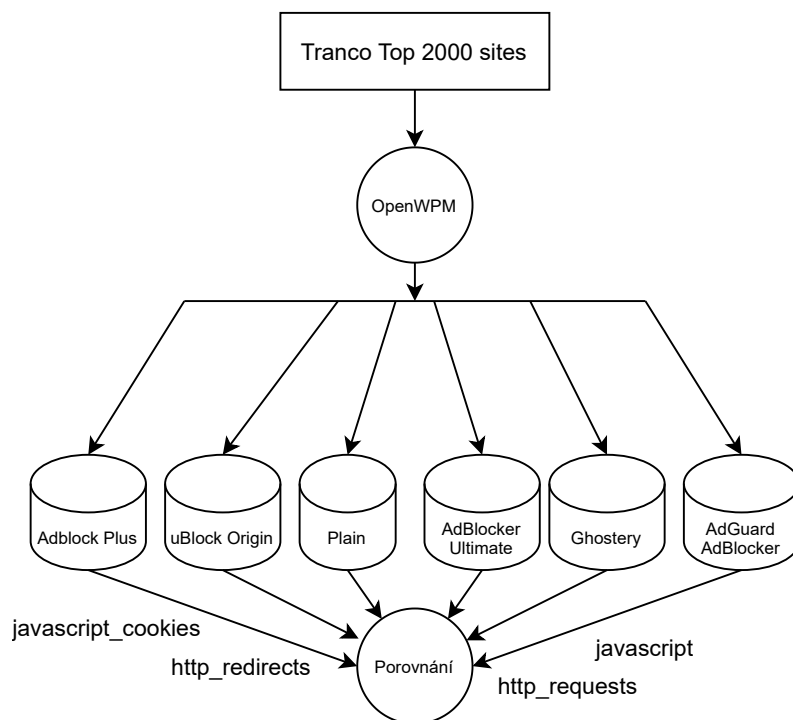 Tranco Top 2000 sites
OpenWPM
Adblock Plus
uBlock Origin
Plain
AdBlocker
Ultimate
Ghostery
AdGuard
AdBlocker
javascript_cookies
http_redirects
Porovnání
javascript
http_requests